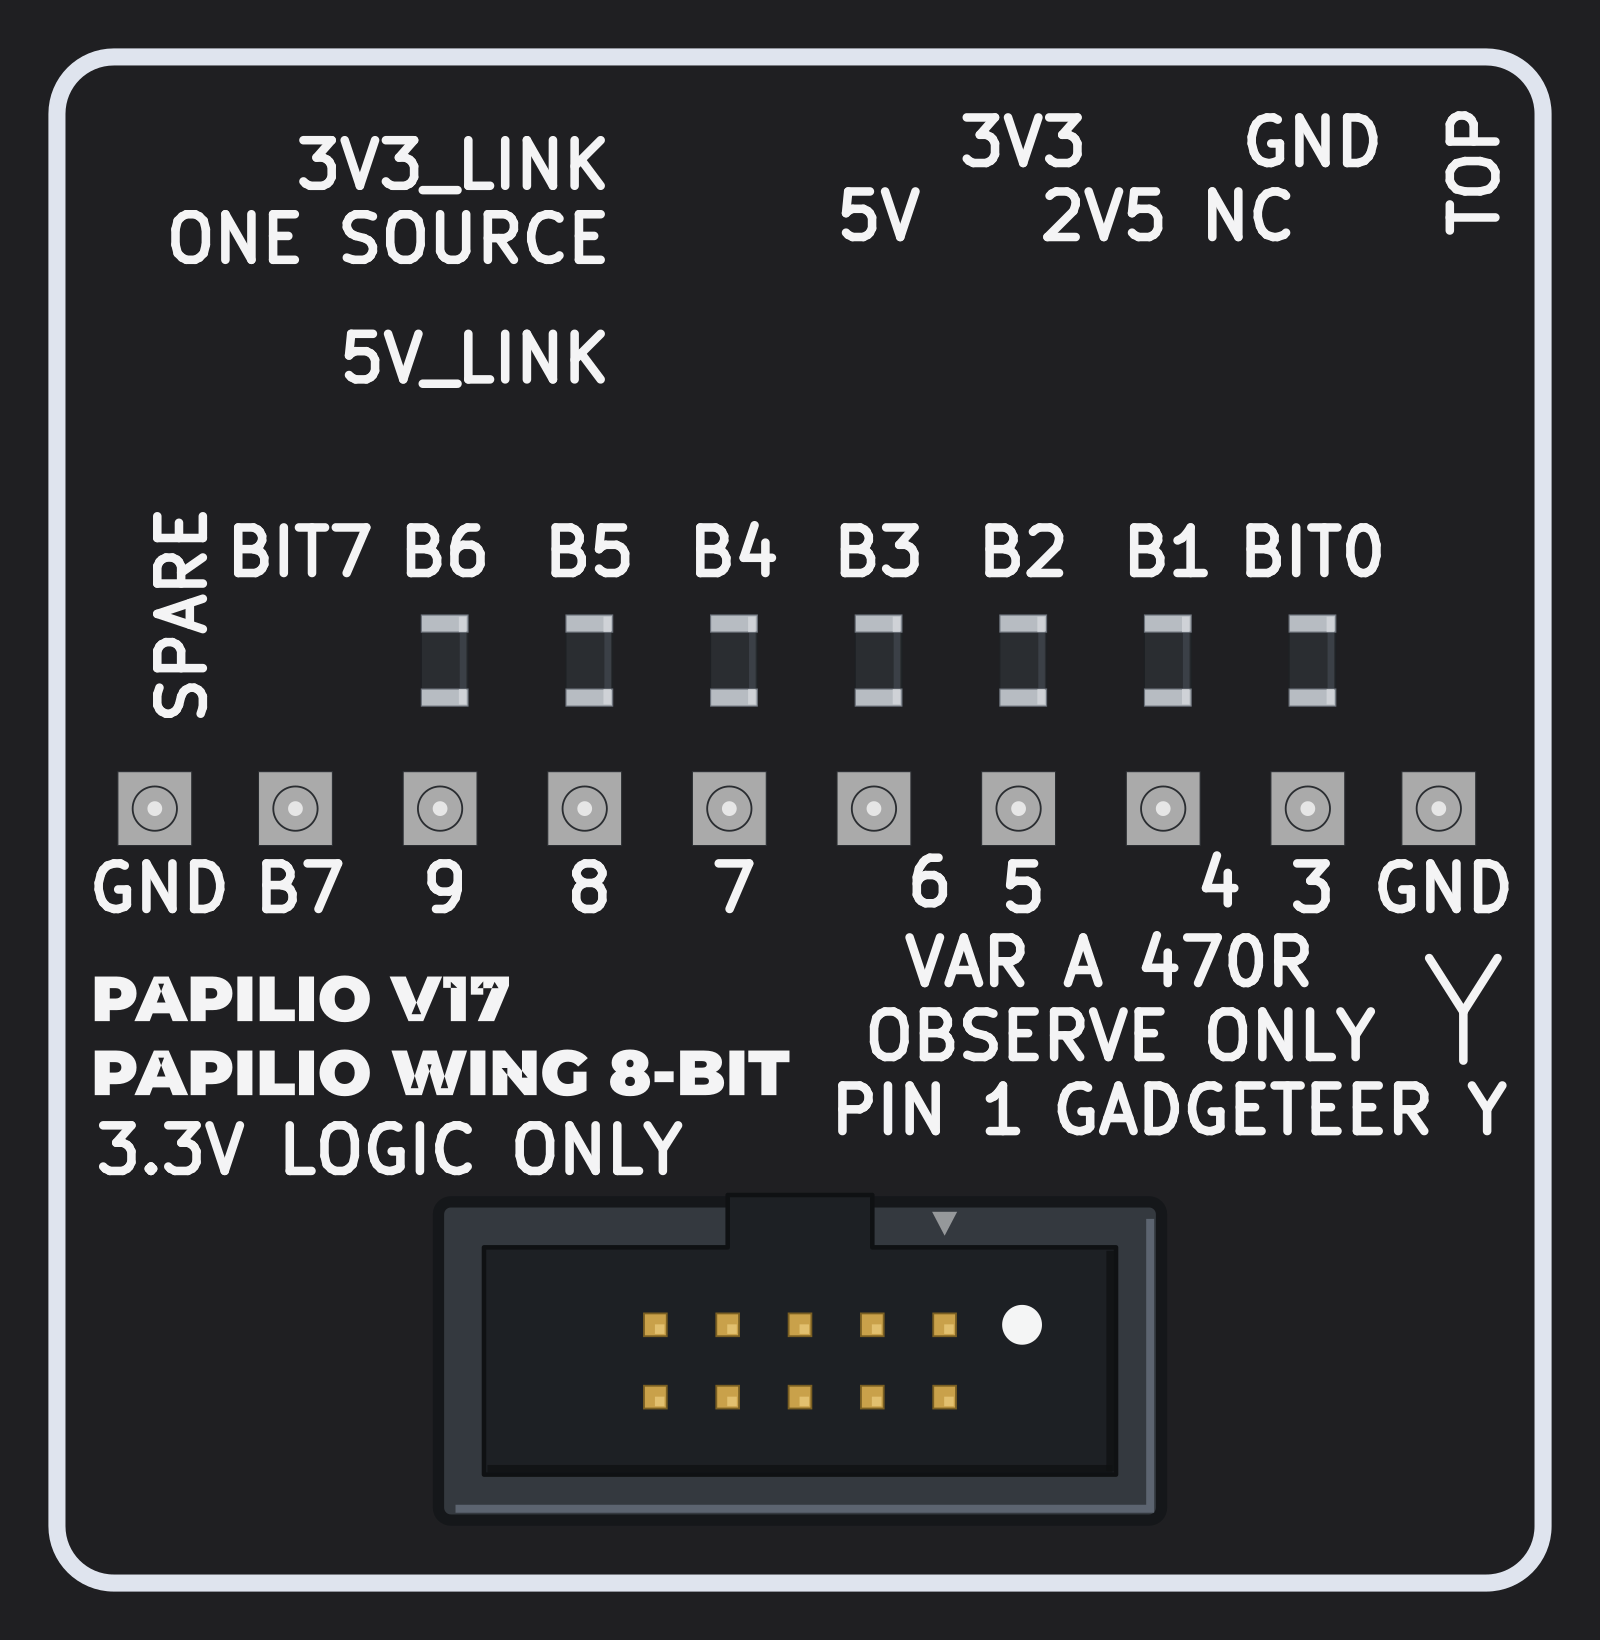 3V3_LINK
ONE SOURCE
5V_LINK
3V3 GND
5V 2V5 NC
TOP
SPARE
BIT7 B6 B5 B4 B3 B2 B1 BIT0
GND B7 9 8 7 6 5 4 3 GND
PAPILIO V17
PAPILIO WING 8-BIT
3.3V LOGIC ONLY
VAR A 470R
OBSERVE ONLY
PIN 1 GADGETEER Y
Y